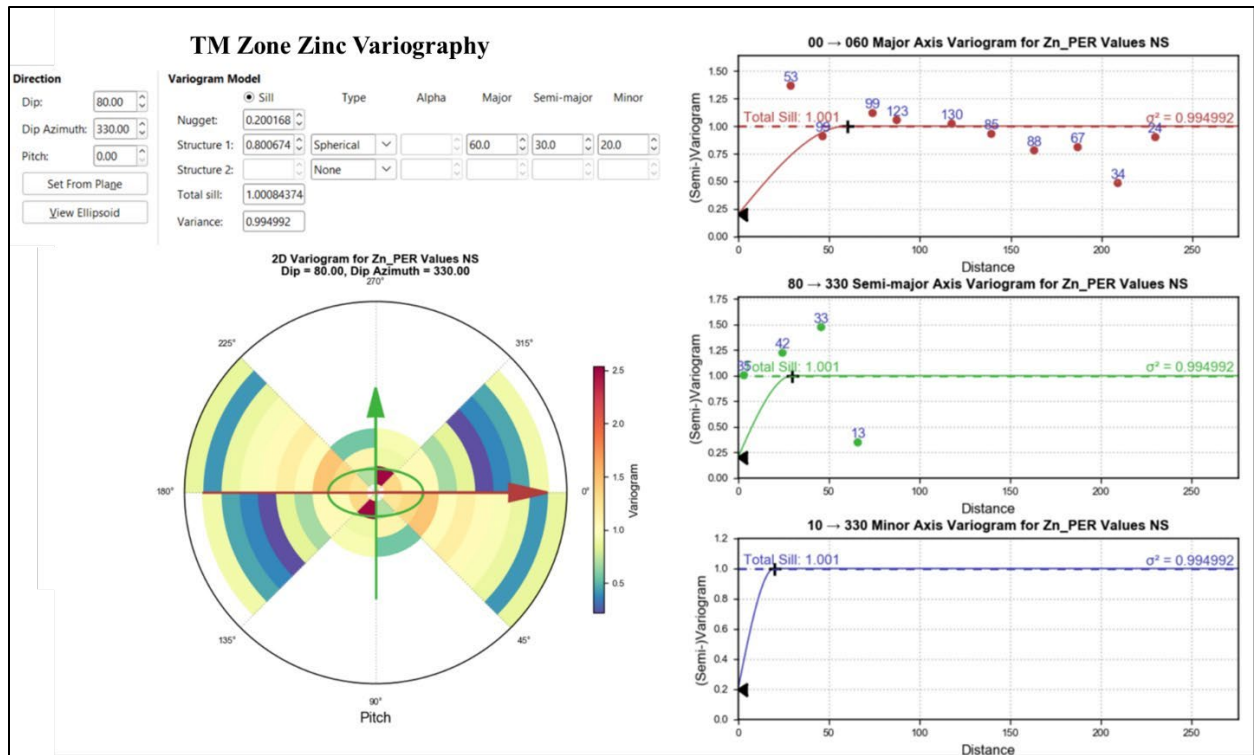 TM Zone Zinc Variography
Direction
Dip: 80.00
Dip Azimuth: 330.00
Pitch: 0.00
Set From Plane
View Ellipsoid
Variogram Model
Sill Type Alpha Major Semi-major Minor
Nugget: 0.200168
Structure 1: 0.800674 Spherical 60.0 30.0 20.0
Structure 2: None
Total sill: 1.00084374
Variance: 0.994992
2D Variogram for Zn_PER Values NS
Dip = 80.00, Dip Azimuth = 330.00
270°
225° 315°
180° 0°
135° 45°
90°
Pitch
2.5
2.0
1.5
1.0
0.5
Variogram
00 → 060 Major Axis Variogram for Zn_PER Values NS
(Semi-)Variogram
1.50
1.25
1.00
0.75
0.50
0.25
0.00
53
99
99 123 130 85 88 67 34 24
Total Sill: 1.001 σ² = 0.994992
0 50 100 150 200 250
Distance
80 → 330 Semi-major Axis Variogram for Zn_PER Values NS
(Semi-)Variogram
1.75
1.50
1.25
1.00
0.75
0.50
0.25
0.00
35 42 33 13
Total Sill: 1.001 σ² = 0.994992
0 50 100 150 200 250
Distance
10 → 330 Minor Axis Variogram for Zn_PER Values NS
(Semi-)Variogram
1.2
1.0
0.8
0.6
0.4
0.2
0.0
Total Sill: 1.001 σ² = 0.994992
0 50 100 150 200 250
Distance